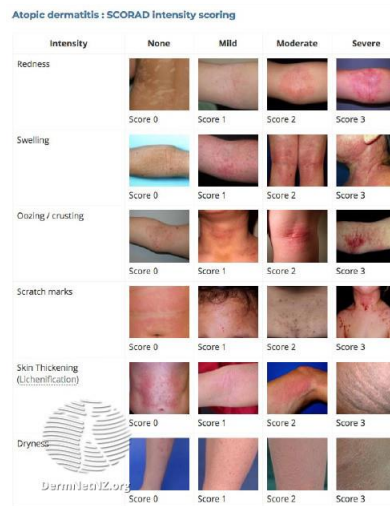 Atopic dermatitis : SCORAD intensity scoring
Intensity None Mild Moderate Severe
Redness
Score 0 Score 1 Score 2 Score 3
Swelling
Score 0 Score 1 Score 2 Score 3
Oozing / crusting
Score 0 Score 1 Score 2 Score 3
Scratch marks
Score 0 Score 1 Score 2 Score 3
Skin Thickening
(Lichenification)
Score 0 Score 1 Score 2 Score 3
Dryness
DermNetNZ.org
Score 0 Score 1 Score 2 Score 3